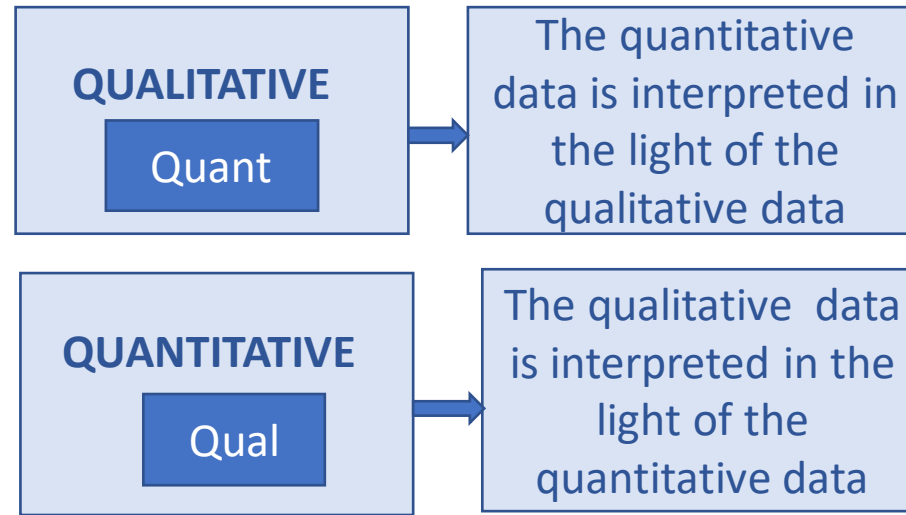 QUALITATIVE
Quant
The quantitative
data is interpreted in
the light of the
qualitative data
QUANTITATIVE
Qual
The qualitative  data
is interpreted in the
light of the
quantitative data